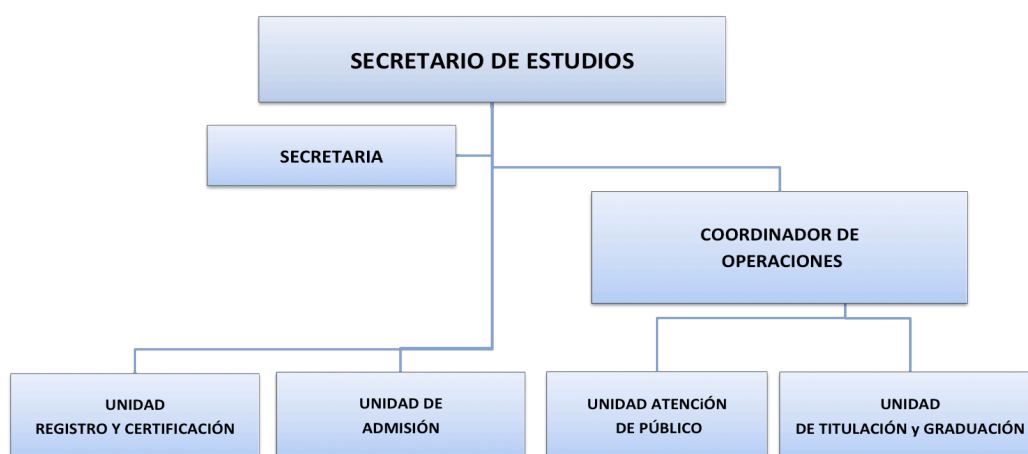 SECRETARIO DE ESTUDIOS
SECRETARIA
COORDINADOR DE
OPERACIONES
UNIDAD
REGISTRO Y CERTIFICACIÓN
UNIDAD DE
ADMISIÓN
UNIDAD ATENCiÓN
DE PÚBLICO
UNIDAD
DE TITULACIÓN y GRADUACIÓN